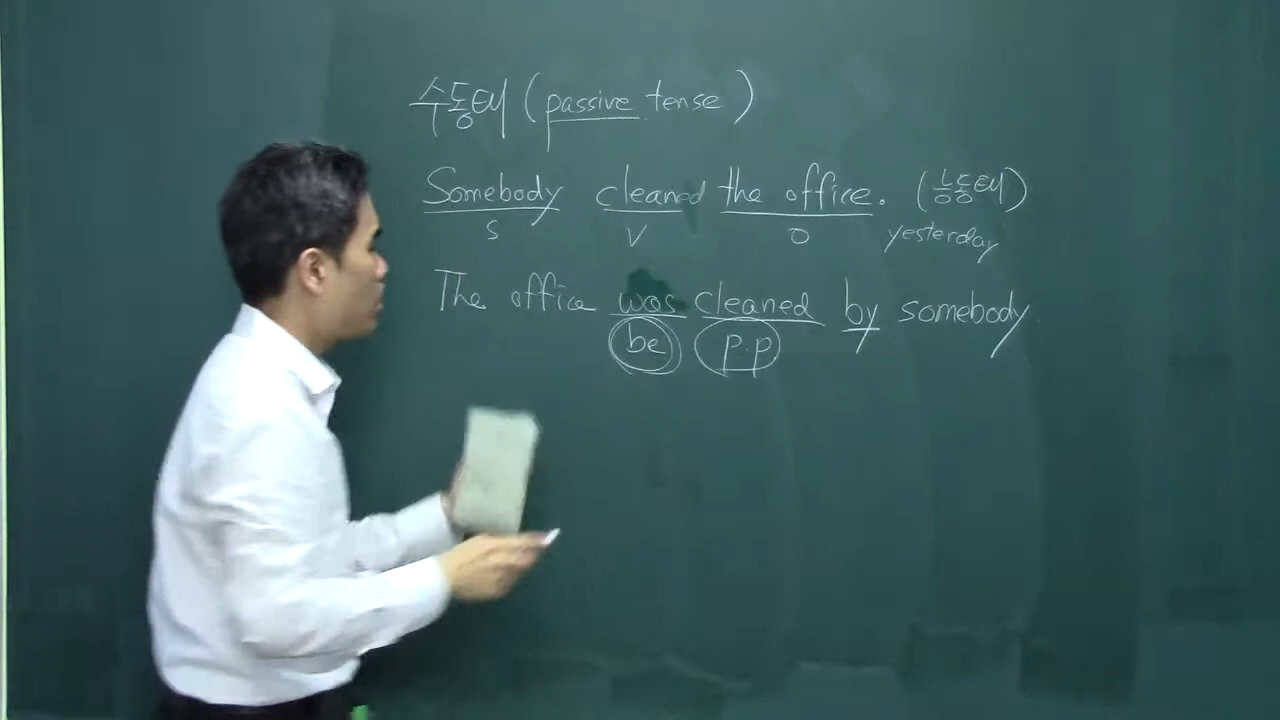 수동태 (passive tense)
Somebody cleaned the office. (능동태)
S V O yesterday
The office was cleaned by somebody.
be p.p